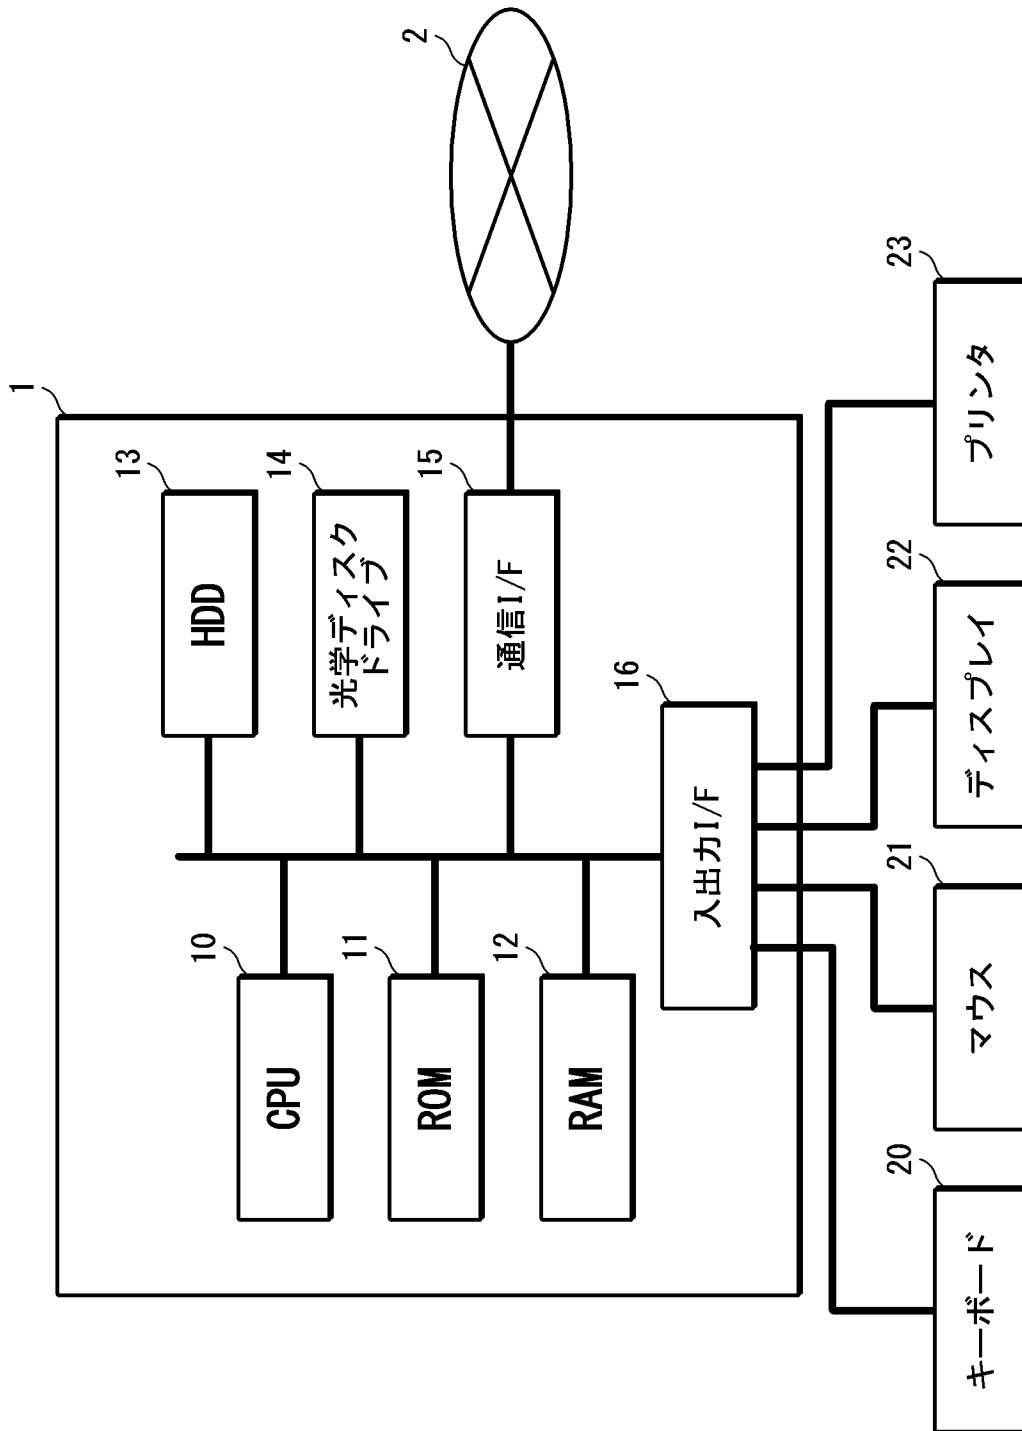 1
2
10
CPU
11
ROM
12
RAM
13
HDD
14
光学ディスク
ドライブ
15
通信I/F
16
入出力I/F
20
キーボード
21
マウス
22
ディスプレイ
23
プリンタ